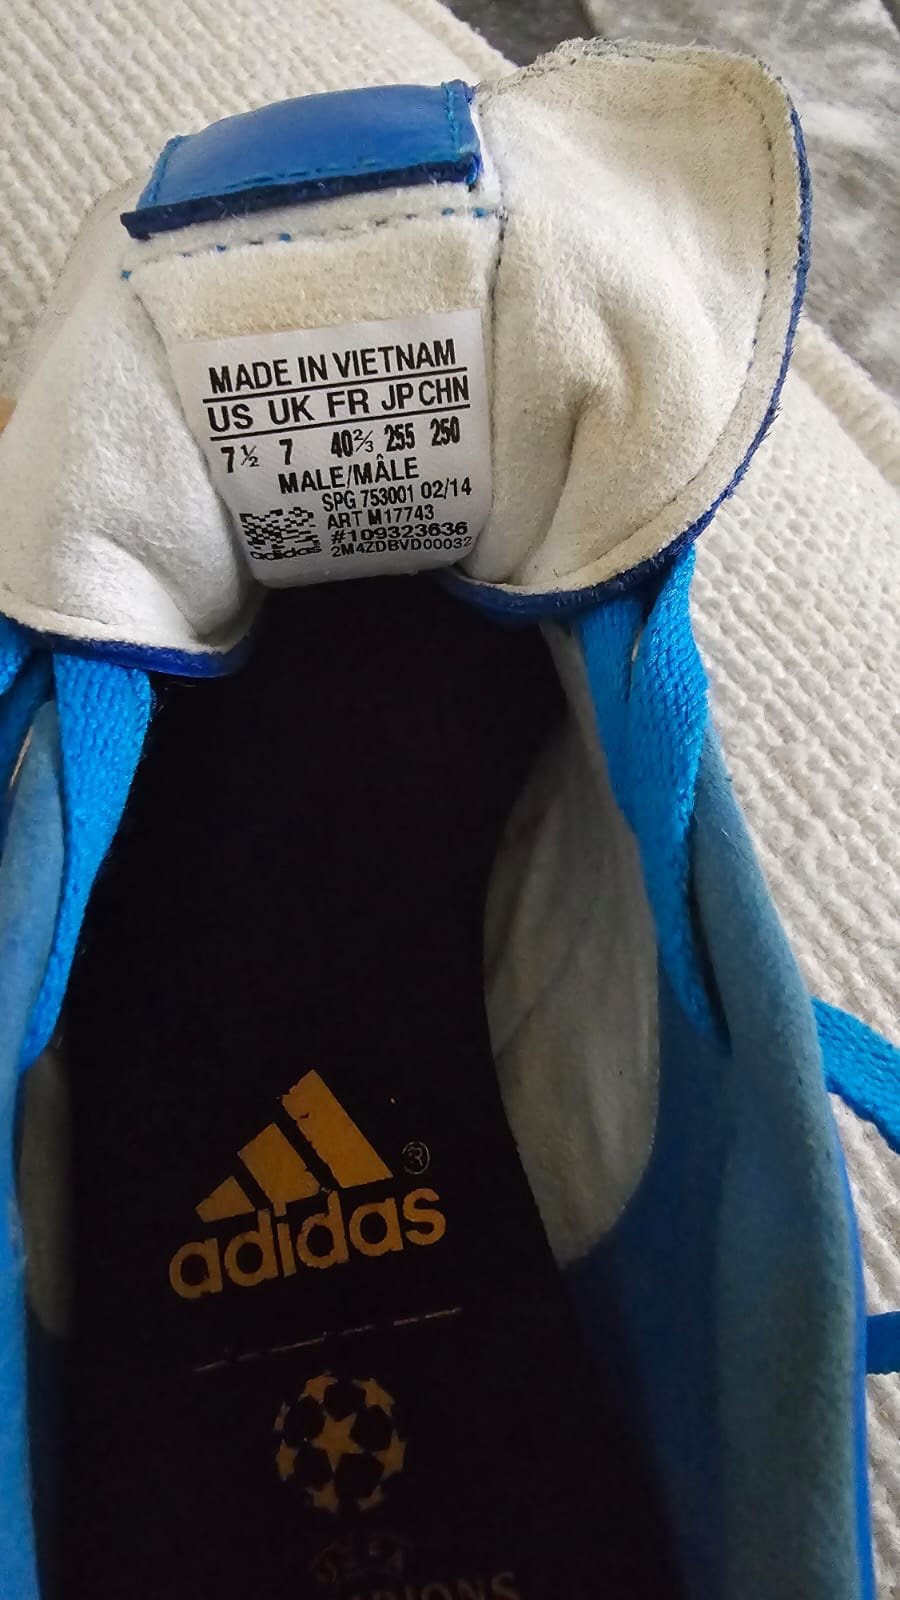 MADE IN VIETNAM
US UK FR JP CHN
7½ 7 40⅔ 255 250
MALE/MÂLE
SPG 753001 02/14
ART M17743
#109323636
adidas 2M4ZDBVD00032
®
adidas
UEFA